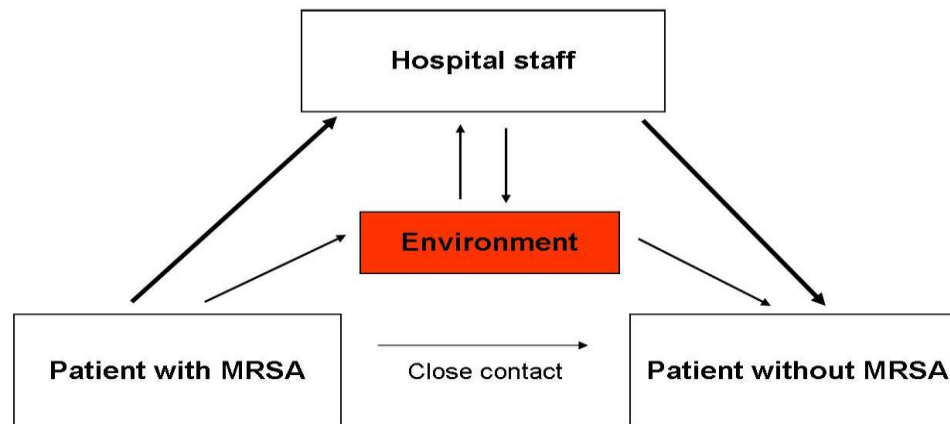 Hospital staff
Environment
Patient with MRSA
Close contact
Patient without MRSA